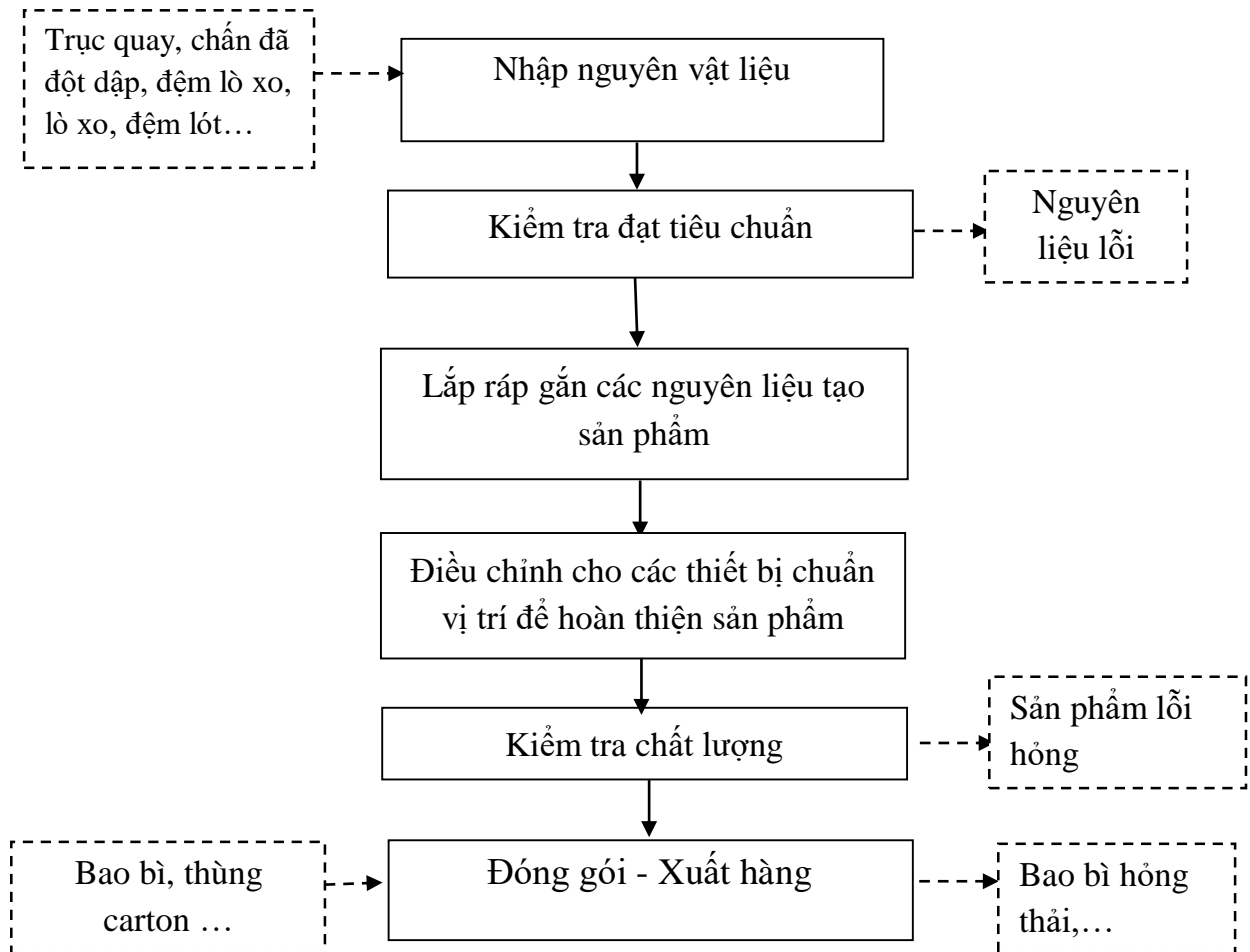 Trục quay, chấn đã
đột dập, đệm lò xo,
lò xo, đệm lót…
Nhập nguyên vật liệu
Kiểm tra đạt tiêu chuẩn
Nguyên
liệu lỗi
Lắp ráp gắn các nguyên liệu tạo
sản phẩm
Điều chỉnh cho các thiết bị chuẩn
vị trí để hoàn thiện sản phẩm
Kiểm tra chất lượng
Sản phẩm lỗi
hỏng
Bao bì, thùng
carton …
Đóng gói - Xuất hàng
Bao bì hỏng
thải,…